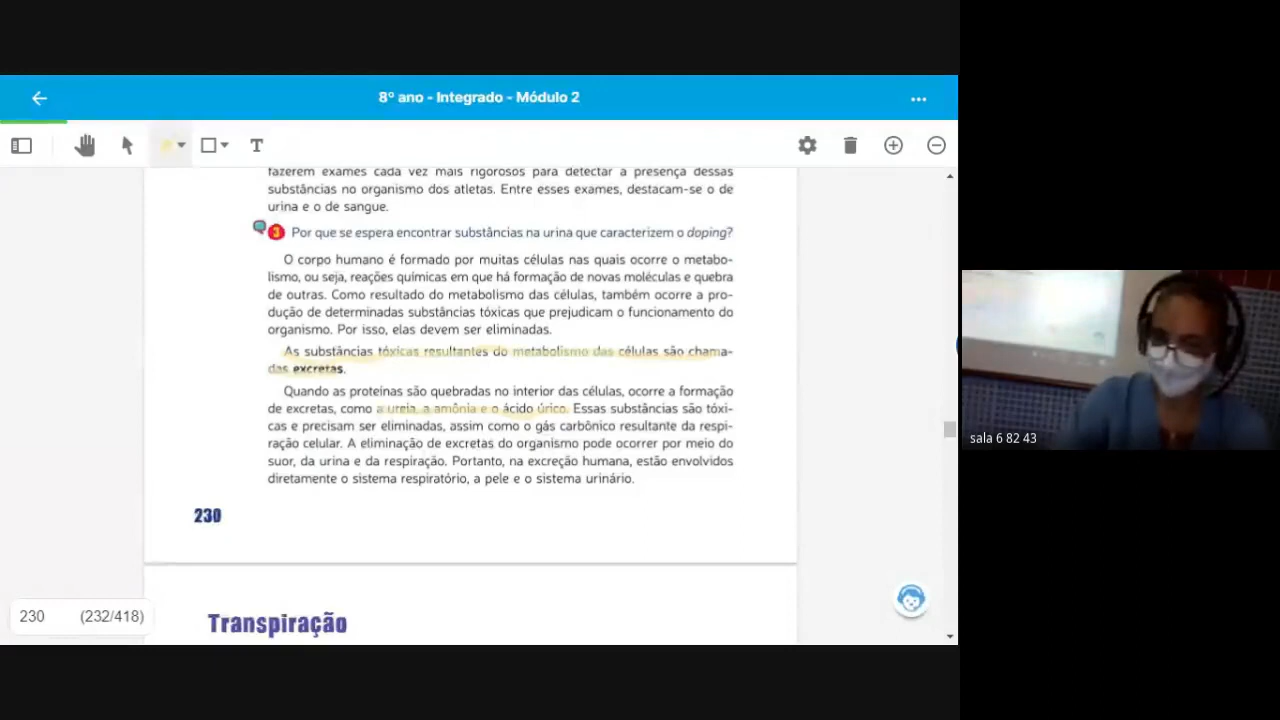 8º ano - Integrado - Módulo 2
T
fazerem exames cada vez mais rigorosos para detectar a presença dessas
substâncias no organismo dos atletas. Entre esses exames, destacam-se o de
urina e o de sangue.
3 Por que se espera encontrar substâncias na urina que caracterizem o doping?
O corpo humano é formado por muitas células nas quais ocorre o metabo-
lismo, ou seja, reações químicas em que há formação de novas moléculas e quebra
de outras. Como resultado do metabolismo das células, também ocorre a pro-
dução de determinadas substâncias tóxicas que prejudicam o funcionamento do
organismo. Por isso, elas devem ser eliminadas.
As substâncias tóxicas resultantes do metabolismo das células são chama-
das excretas.
Quando as proteínas são quebradas no interior das células, ocorre a formação
de excretas, como a ureia, a amônia e o ácido úrico. Essas substâncias são tóxi-
cas e precisam ser eliminadas, assim como o gás carbônico resultante da respi-
ração celular. A eliminação de excretas do organismo pode ocorrer por meio do
suor, da urina e da respiração. Portanto, na excreção humana, estão envolvidos
diretamente o sistema respiratório, a pele e o sistema urinário.
230
230 (232/418)
Transpiração
sala 6 82 43